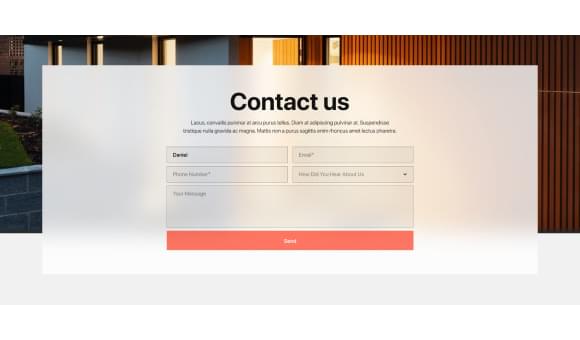 Contact us
Lacus, convallis pulvinar at arcu purus tellus. Diam at adipiscing pulvinar at. Suspendisse
tristique nulla gravida ac magna. Mattis non a purus sagittis enim rhoncus amet lectus pharetra.
Daniel
Email*
Phone Number*
How Did You Hear About Us
Your Message
Send